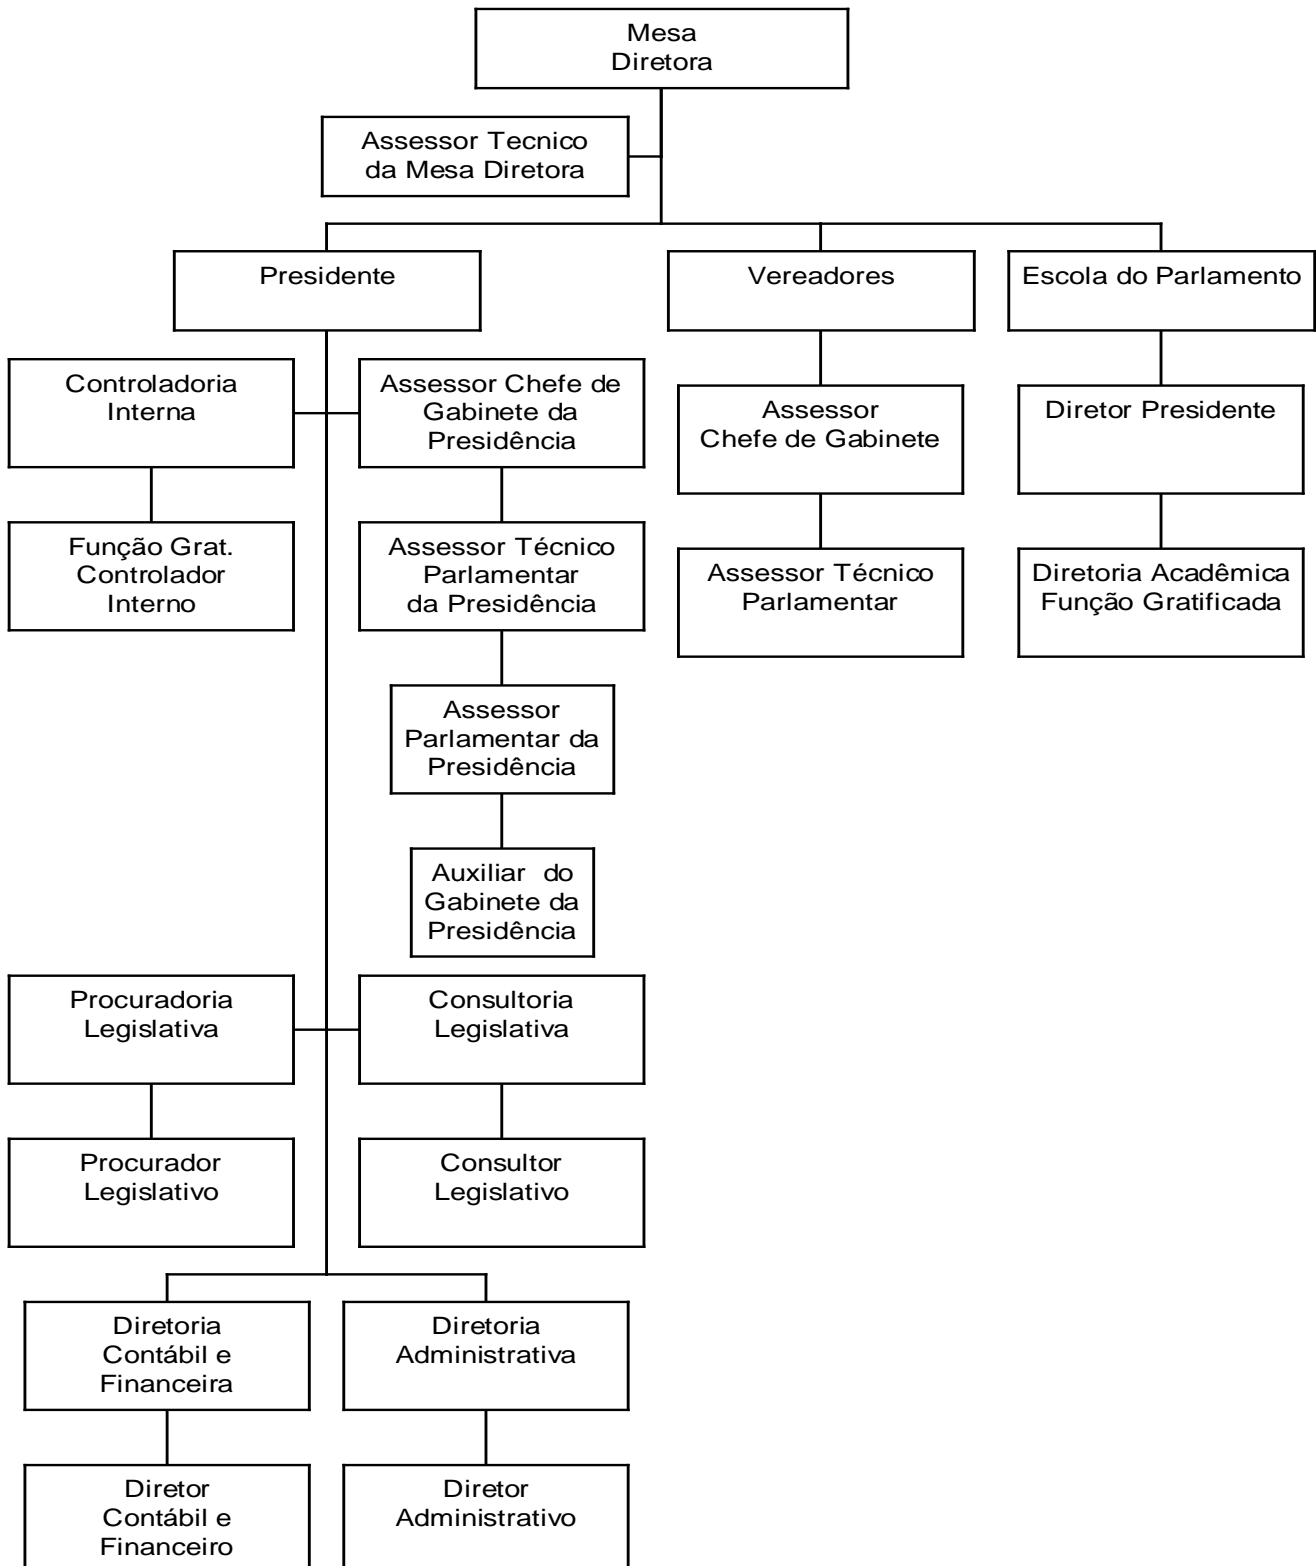 Mesa
Diretora
Assessor Tecnico
da Mesa Diretora
Presidente
Vereadores
Escola do Parlamento
Controladoria
Interna
Assessor Chefe de
Gabinete da
Presidência
Assessor
Chefe de Gabinete
Diretor Presidente
Função Grat.
Controlador
Interno
Assessor Técnico
Parlamentar
da Presidência
Assessor Técnico
Parlamentar
Diretoria Acadêmica
Função Gratificada
Assessor
Parlamentar da
Presidência
Auxiliar  do
Gabinete da
Presidência
Procuradoria
Legislativa
Consultoria
Legislativa
Procurador
Legislativo
Consultor
Legislativo
Diretoria
Contábil e
Financeira
Diretoria
Administrativa
Diretor
Contábil e
Financeiro
Diretor
Administrativo